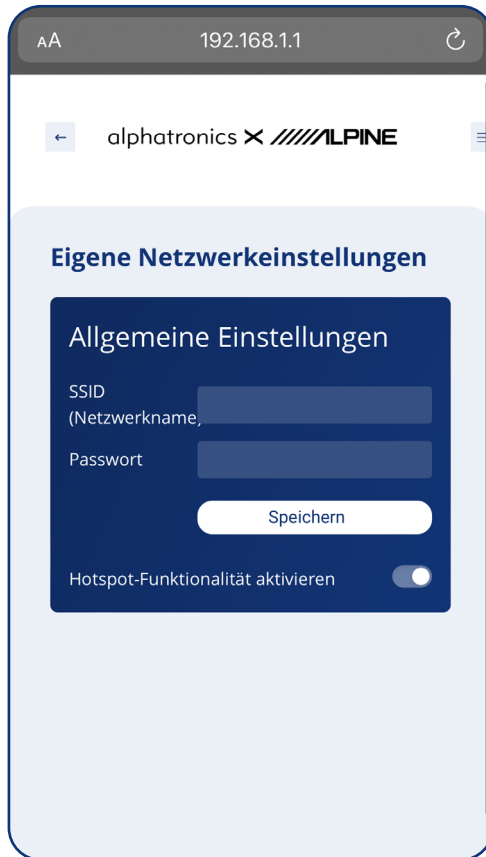 AA
192.168.1.1
alphatronics X /////ALPINE
Eigene Netzwerkeinstellungen
Allgemeine Einstellungen
SSID
(Netzwerkname)
Passwort
Speichern
Hotspot-Funktionalität aktivieren